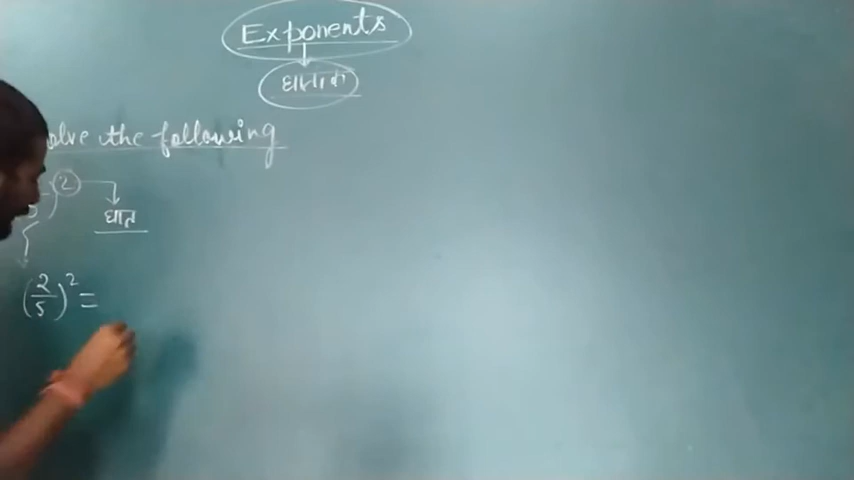 Exponents
घातांक
olve the following
2
घात
(2/5)² =